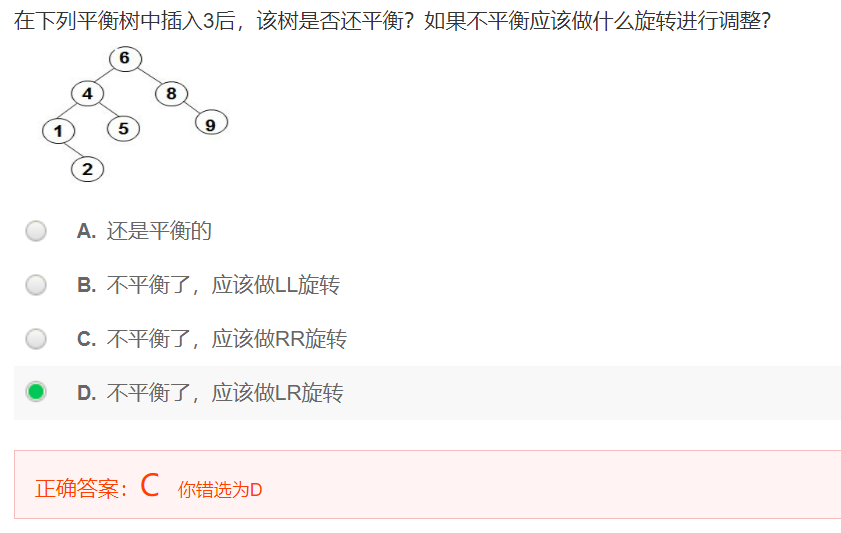 在下列平衡树中插入3后，该树是否还平衡？如果不平衡应该做什么旋转进行调整？
6
4
8
1
5
9
2
A. 还是平衡的
B. 不平衡了，应该做LL旋转
C. 不平衡了，应该做RR旋转
D. 不平衡了，应该做LR旋转
正确答案：C 你错选为D